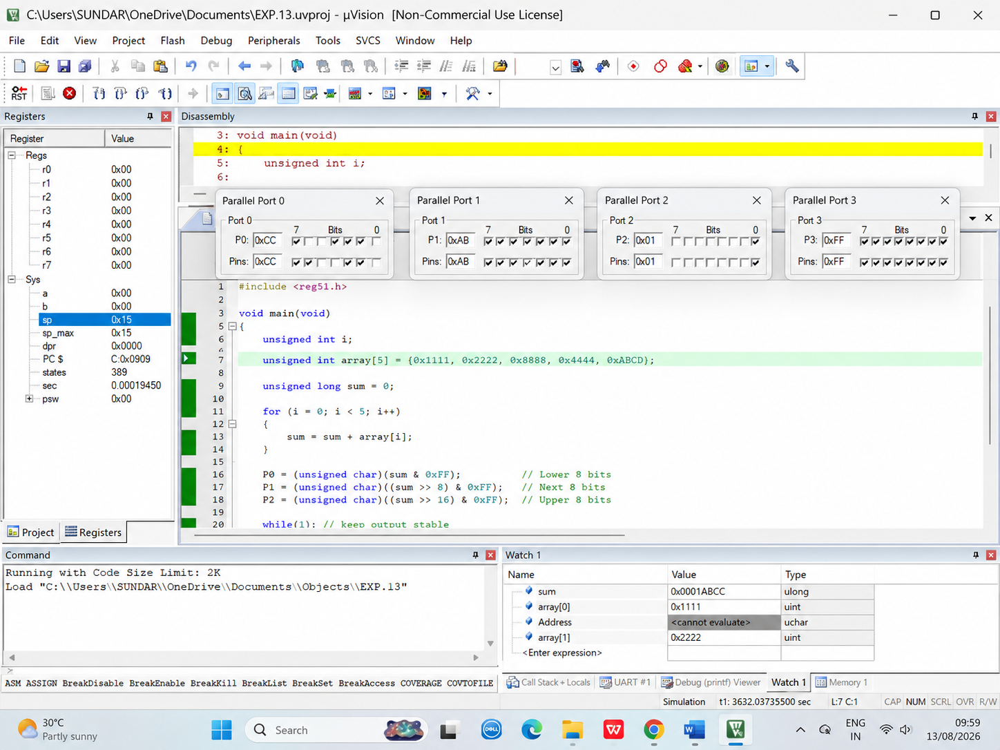 C:\Users\SUNDAR\OneDrive\Documents\EXP.13.uvproj - µVision [Non-Commercial Use License]
File Edit View Project Flash Debug Peripherals Tools SVCS Window Help
RST
Registers
Register Value
Regs
r0 0x00
r1 0x00
r2 0x00
r3 0x00
r4 0x00
r5 0x00
r6 0x00
r7 0x00
Sys
a 0x00
b 0x00
sp 0x15
sp_max 0x15
dpr 0x0000
PC $ C:0x0909
states 389
sec 0.00019450
psw 0x00
Project Registers
Disassembly
3: void main(void)
4: {
5: unsigned int i;
6:
Parallel Port 0
Port 0
7 Bits 0
P0: 0xCC
Pins: 0xCC
Parallel Port 1
Port 1
7 Bits 0
P1: 0xAB
Pins: 0xAB
Parallel Port 2
Port 2
7 Bits 0
P2: 0x01
Pins: 0x01
Parallel Port 3
Port 3
7 Bits 0
P3: 0xFF
Pins: 0xFF
1 #include <reg51.h>
2
3 void main(void)
5 {
6 unsigned int i;
7 unsigned int array[5] = {0x1111, 0x2222, 0x8888, 0x4444, 0xABCD};
8
9 unsigned long sum = 0;
10
11 for (i = 0; i < 5; i++)
12 {
13 sum = sum + array[i];
14 }
15
16 P0 = (unsigned char)(sum & 0xFF); // Lower 8 bits
17 P1 = (unsigned char)((sum >> 8) & 0xFF); // Next 8 bits
18 P2 = (unsigned char)((sum >> 16) & 0xFF); // Upper 8 bits
19
20 while(1); // keep output stable
Command
Running with Code Size Limit: 2K
Load "C:\\Users\\SUNDAR\\OneDrive\\Documents\\Objects\\EXP.13"
>
ASM ASSIGN BreakDisable BreakEnable BreakKill BreakList BreakSet BreakAccess COVERAGE COVTOFILE
Watch 1
Name Value Type
sum 0x0001ABCC ulong
array[0] 0x1111 uint
Address <cannot evaluate> uchar
array[1] 0x2222 uint
<Enter expression>
Call Stack + Locals UART #1 Debug (printf) Viewer Watch 1 Memory 1
Simulation t1: 3632.03735500 sec L:7 C:1 CAP NUM SCRL OVR R/W
30°C
Partly sunny
Search
DELL
W
W
ENG
IN
09:59
13/08/2026